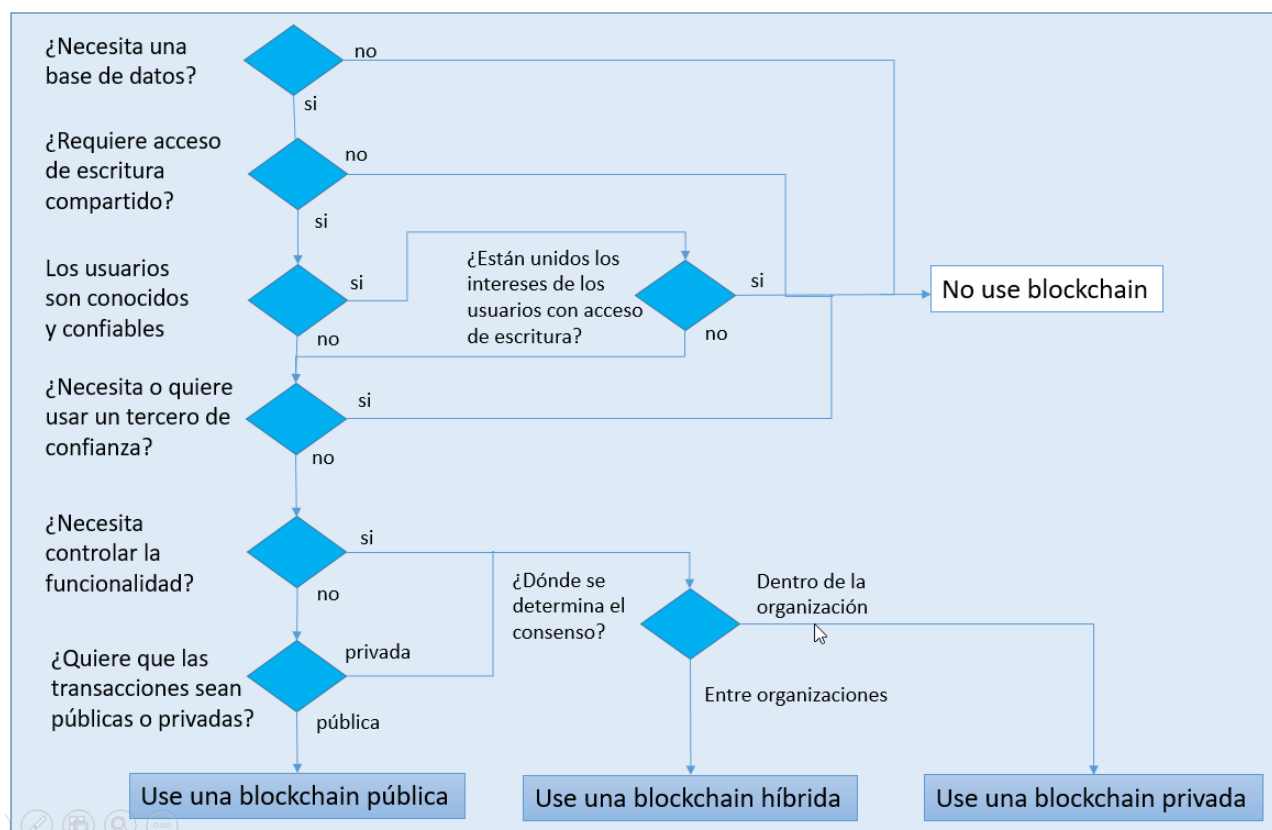 ¿Necesita una
base de datos?
no
si
¿Requiere acceso
de escritura
compartido?
no
si
Los usuarios
son conocidos
y confiables
si
no
¿Están unidos los
intereses de los
usuarios con acceso
de escritura?
si
no
No use blockchain
¿Necesita o quiere
usar un tercero de
confianza?
si
no
¿Necesita
controlar la
funcionalidad?
si
no
¿Dónde se
determina el
consenso?
Dentro de la
organización
Entre organizaciones
¿Quiere que las
transacciones sean
públicas o privadas?
privada
pública
Use una blockchain pública
Use una blockchain híbrida
Use una blockchain privada